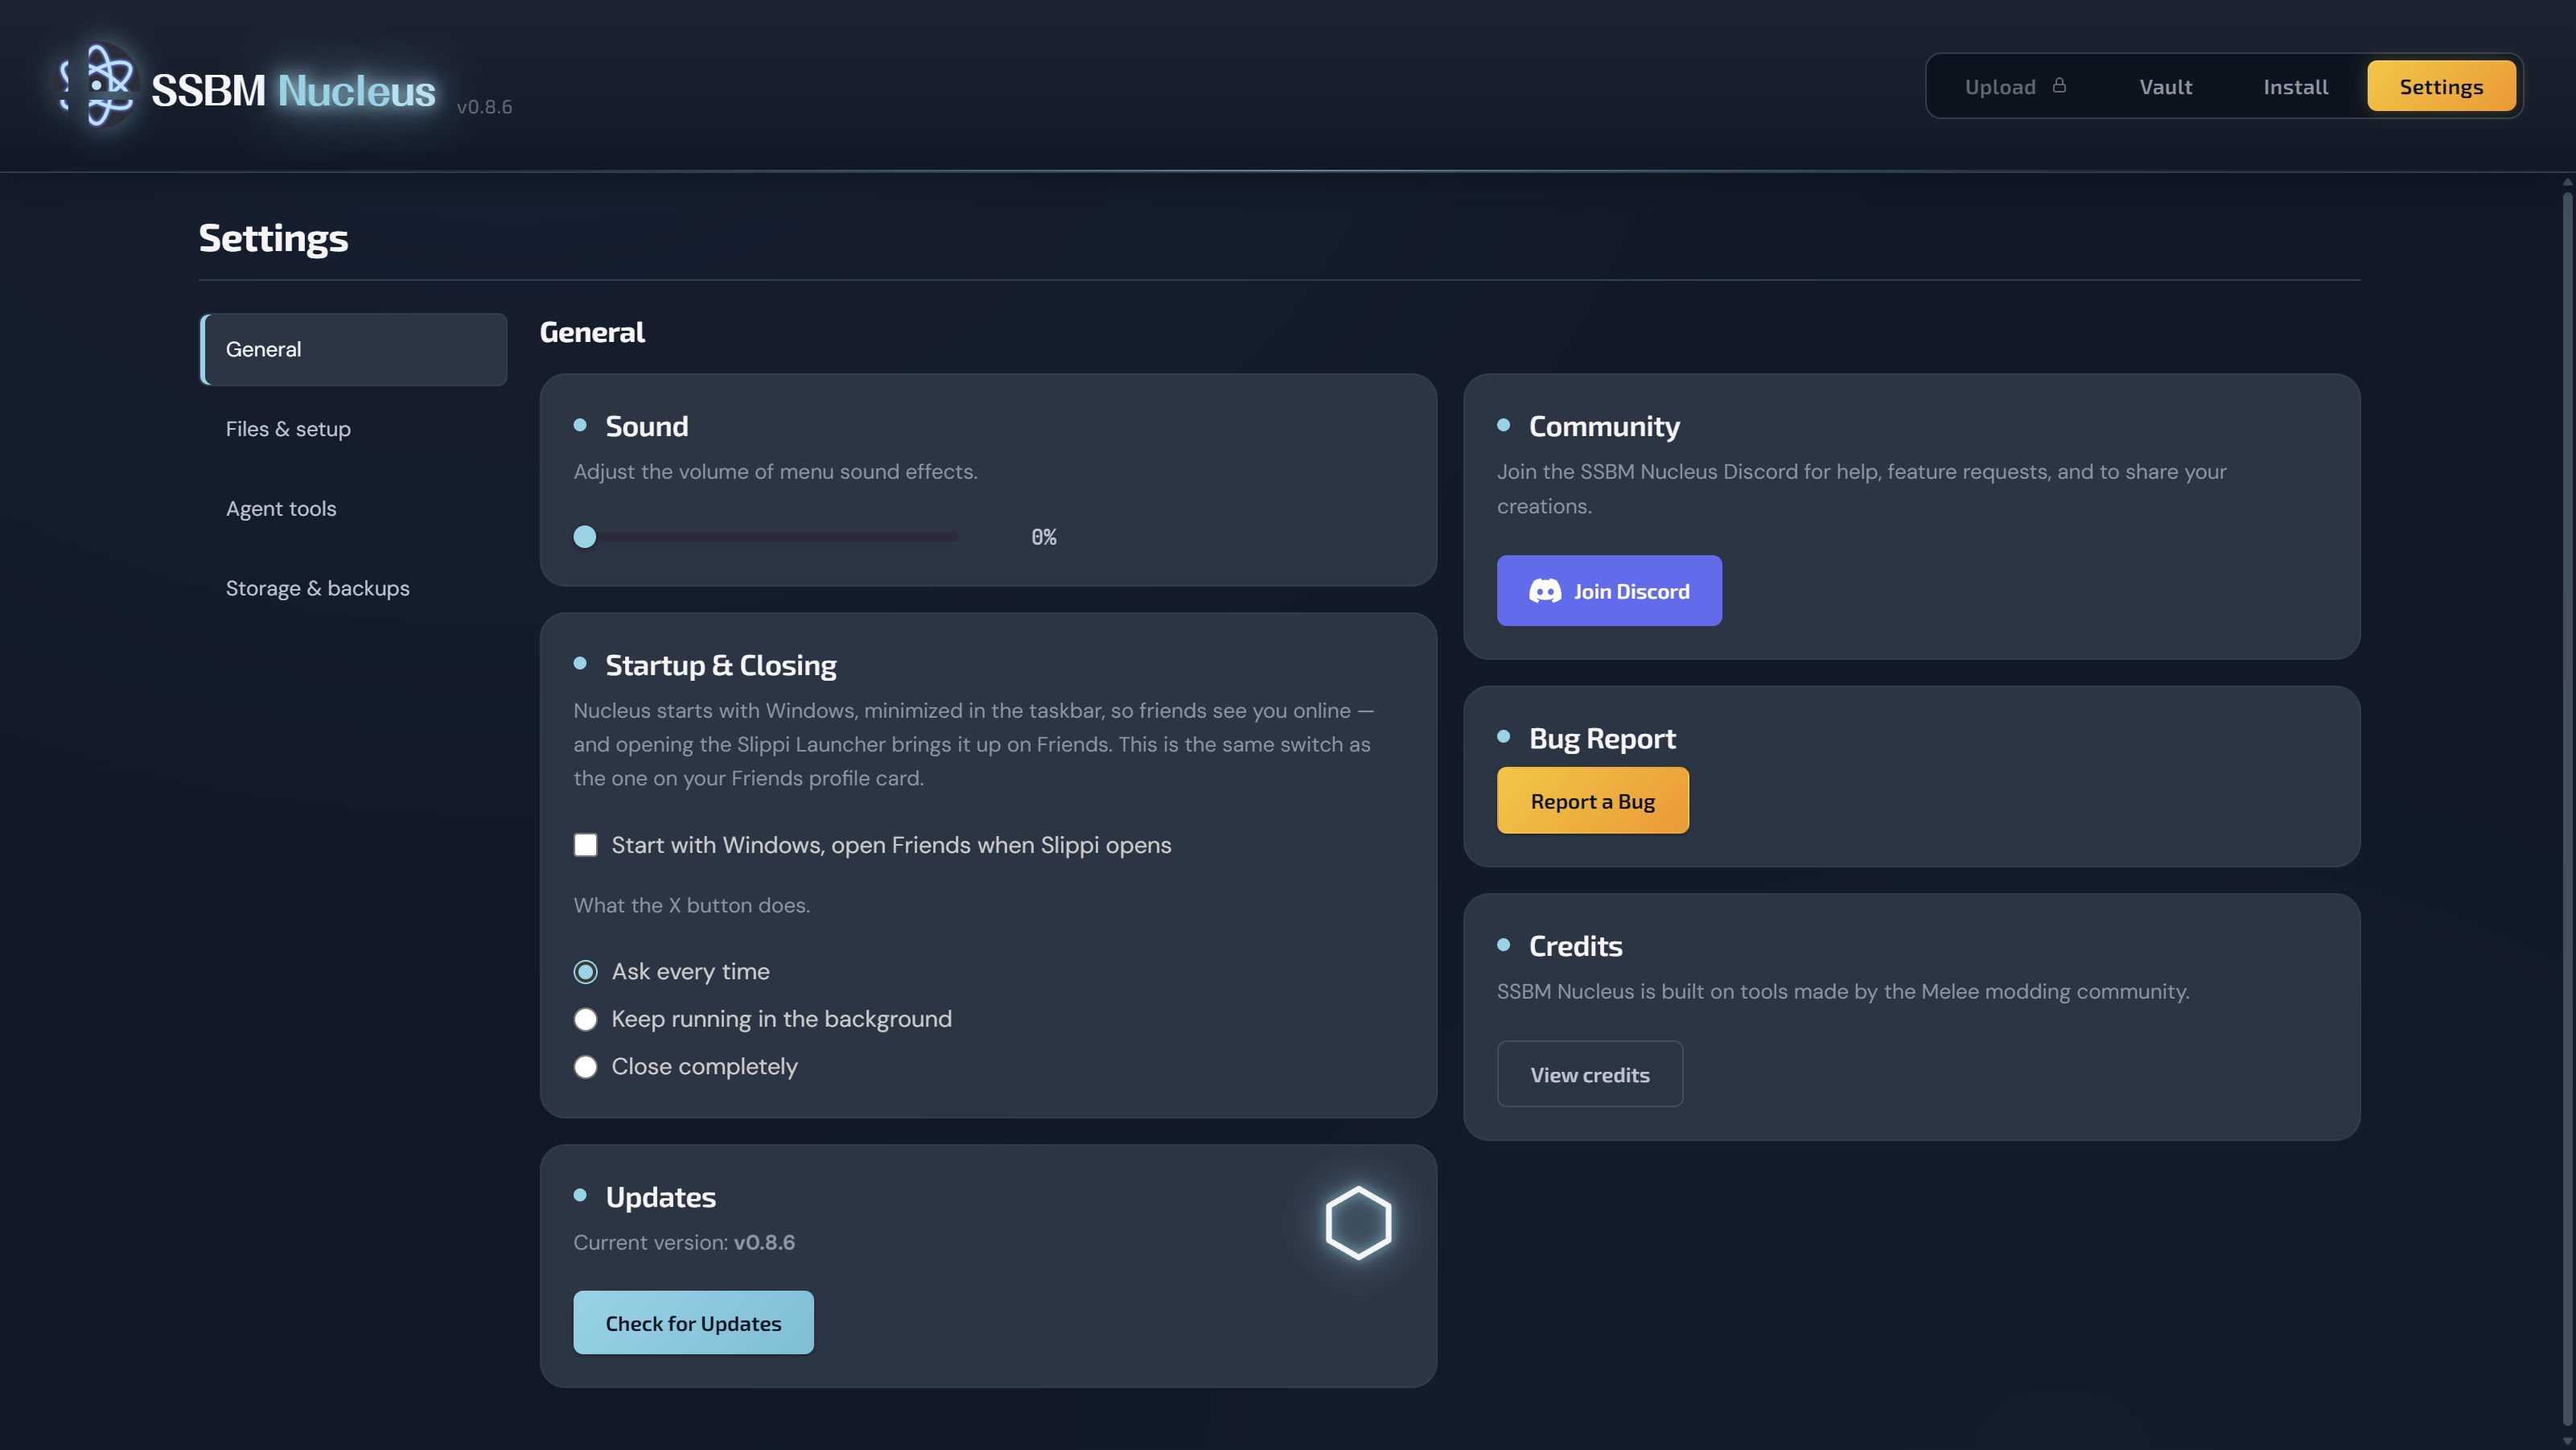 SSBM Nucleus v0.8.6
Upload
Vault
Install
Settings
Settings
General
Files & setup
Agent tools
Storage & backups
General
Sound
Adjust the volume of menu sound effects.
0%
Startup & Closing
Nucleus starts with Windows, minimized in the taskbar, so friends see you online —
and opening the Slippi Launcher brings it up on Friends. This is the same switch as
the one on your Friends profile card.
Start with Windows, open Friends when Slippi opens
What the X button does.
Ask every time
Keep running in the background
Close completely
Updates
Current version: v0.8.6
Check for Updates
Community
Join the SSBM Nucleus Discord for help, feature requests, and to share your
creations.
Join Discord
Bug Report
Report a Bug
Credits
SSBM Nucleus is built on tools made by the Melee modding community.
View credits